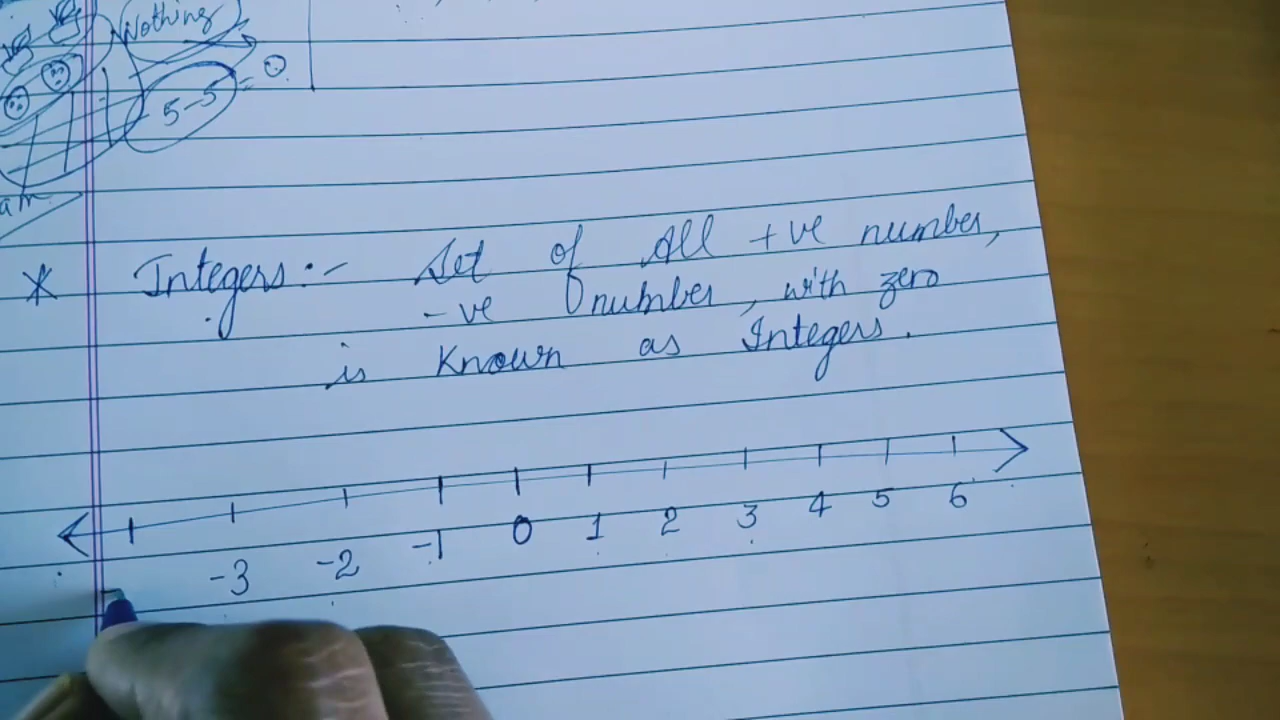 Nothing
5-5 = 0
* Integers :- Set of All +ve number,
-ve number, with zero
is known as Integers.
-3 -2 -1 0 1 2 3 4 5 6